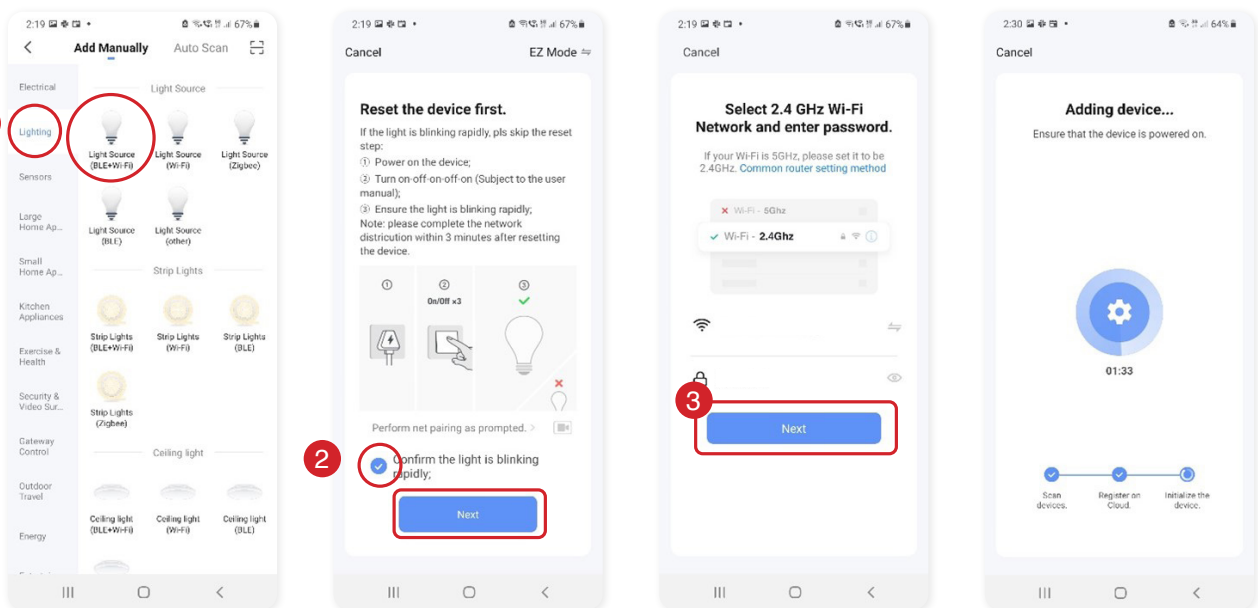 2:19 67%
Add Manually Auto Scan
Electrical
Lighting
Sensors
Large
Home Ap...
Small
Home Ap...
Kitchen
Appliances
Exercise &
Health
Security &
Video Sur...
Gateway
Control
Outdoor
Travel
Energy
Light Source
Light Source
(BLE+Wi-Fi)
Light Source
(Wi-Fi)
Light Source
(Zigbee)
Light Source
(BLE)
Light Source
(other)
Strip Lights
Strip Lights
(BLE+Wi-Fi)
Strip Lights
(Wi-Fi)
Strip Lights
(BLE)
Strip Lights
(Zigbee)
Ceiling light
Ceiling light
(BLE+Wi-Fi)
Ceiling light
(Wi-Fi)
Ceiling light
(BLE)
2:19 67%
Cancel EZ Mode
Reset the device first.
If the light is blinking rapidly, pls skip the reset
step:
① Power on the device;
② Turn on-off-on-off-on (Subject to the user
manual);
③ Ensure the light is blinking rapidly;
Note: please complete the network
districution within 3 minutes after resetting
the device.
① ② ③
On/Off ×3
Perform net pairing as prompted. >
2
Confirm the light is blinking
rapidly;
Next
2:19 67%
Cancel
Select 2.4 GHz Wi-Fi
Network and enter password.
If your Wi-Fi is 5GHz, please set it to be
2.4GHz. Common router setting method
Wi-Fi - 5Ghz
Wi-Fi - 2.4Ghz
3
Next
2:30 64%
Cancel
Adding device...
Ensure that the device is powered on.
01:33
Scan
devices.
Register on
Cloud.
Initialize the
device.